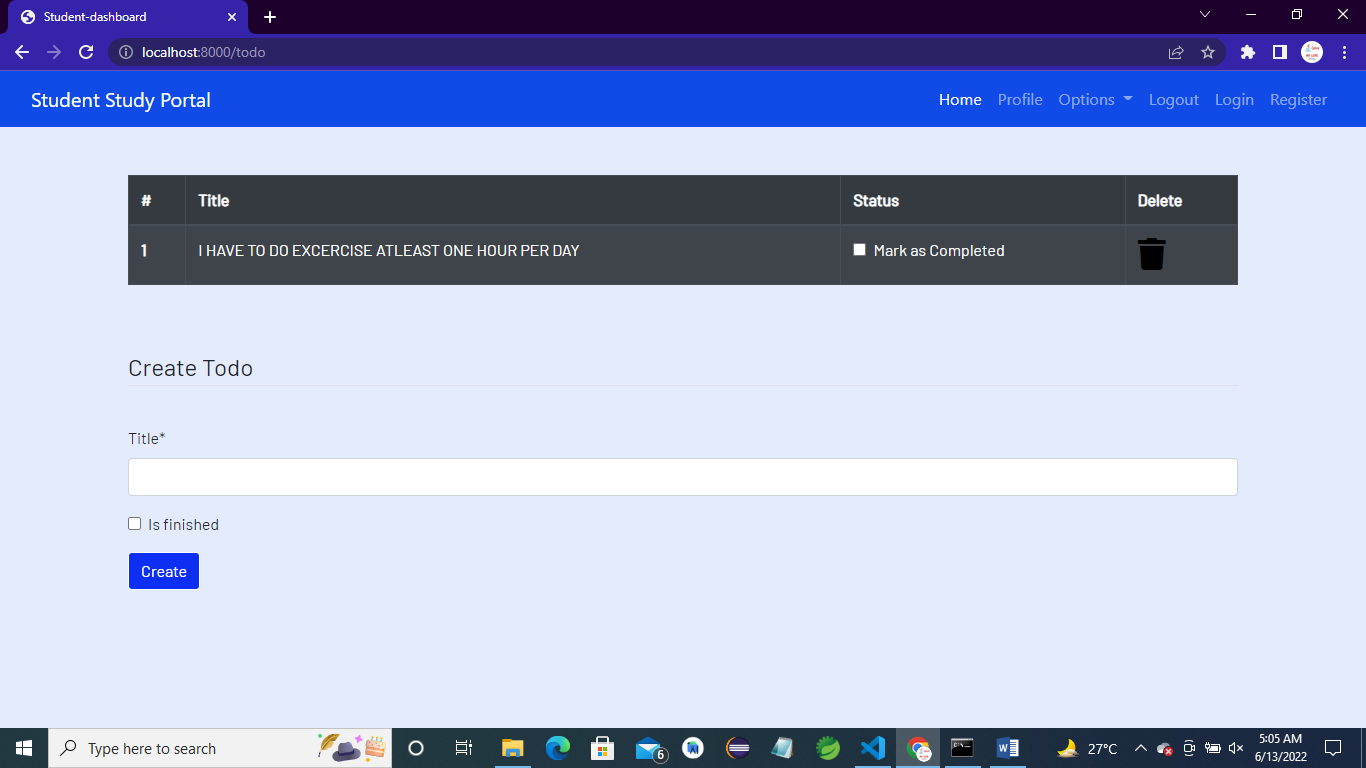 Student-dashboard
localhost:8000/todo
Student Study Portal
Home Profile Options Logout Login Register
# Title Status Delete
1 I HAVE TO DO EXCERCISE ATLEAST ONE HOUR PER DAY Mark as Completed
Create Todo
Title*
Is finished
Create
Type here to search
6
27°C
5:05 AM
6/13/2022